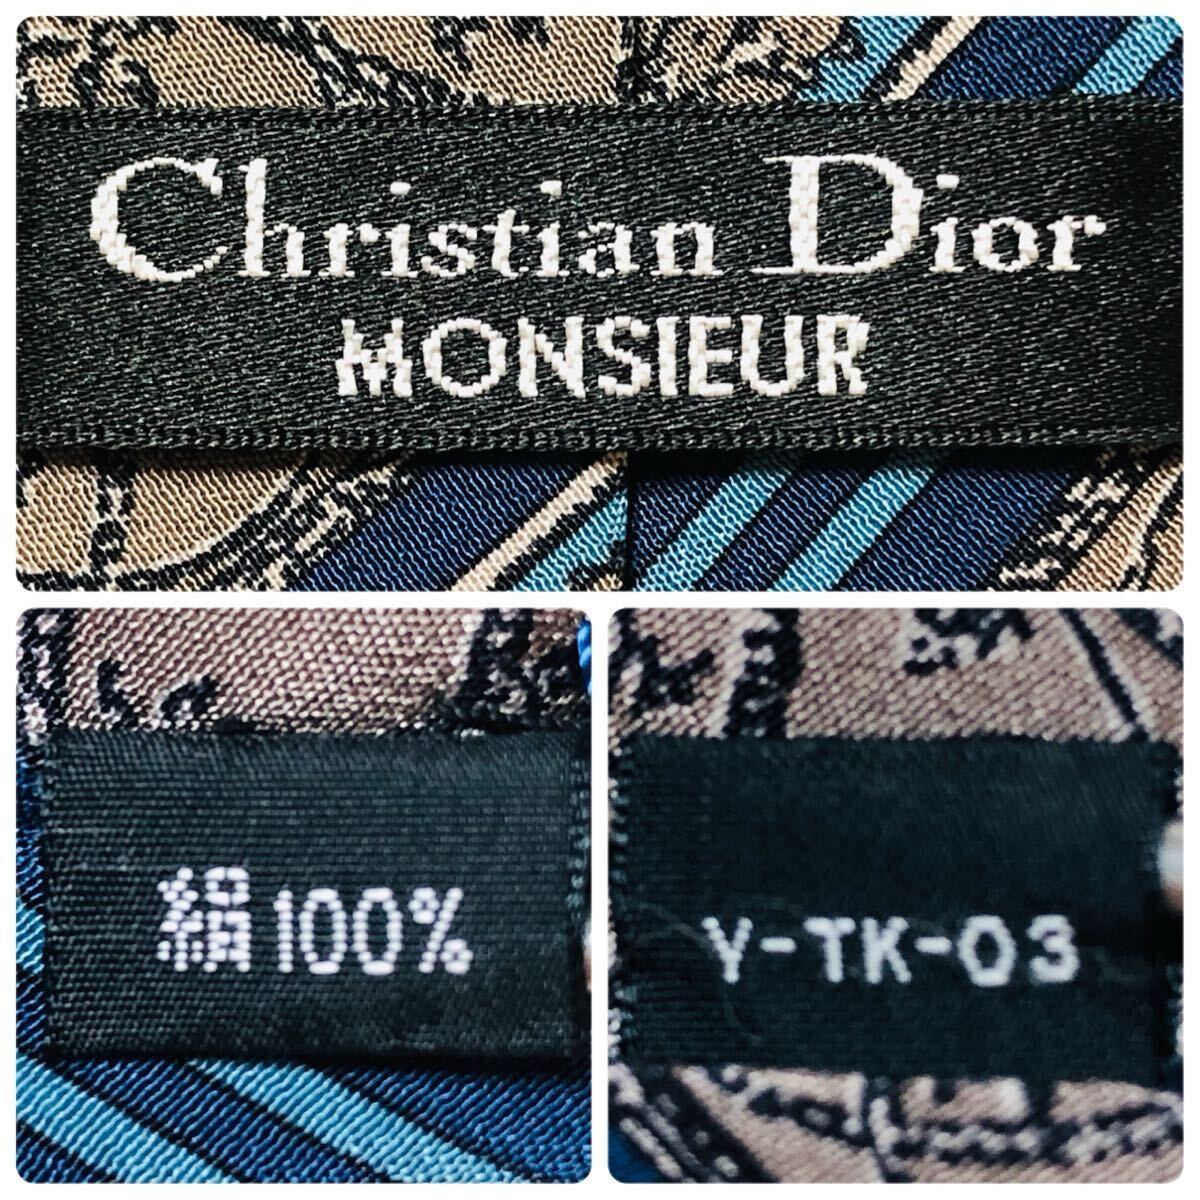 Christian Dior
MONSIEUR
絹100%
Y-TK-03